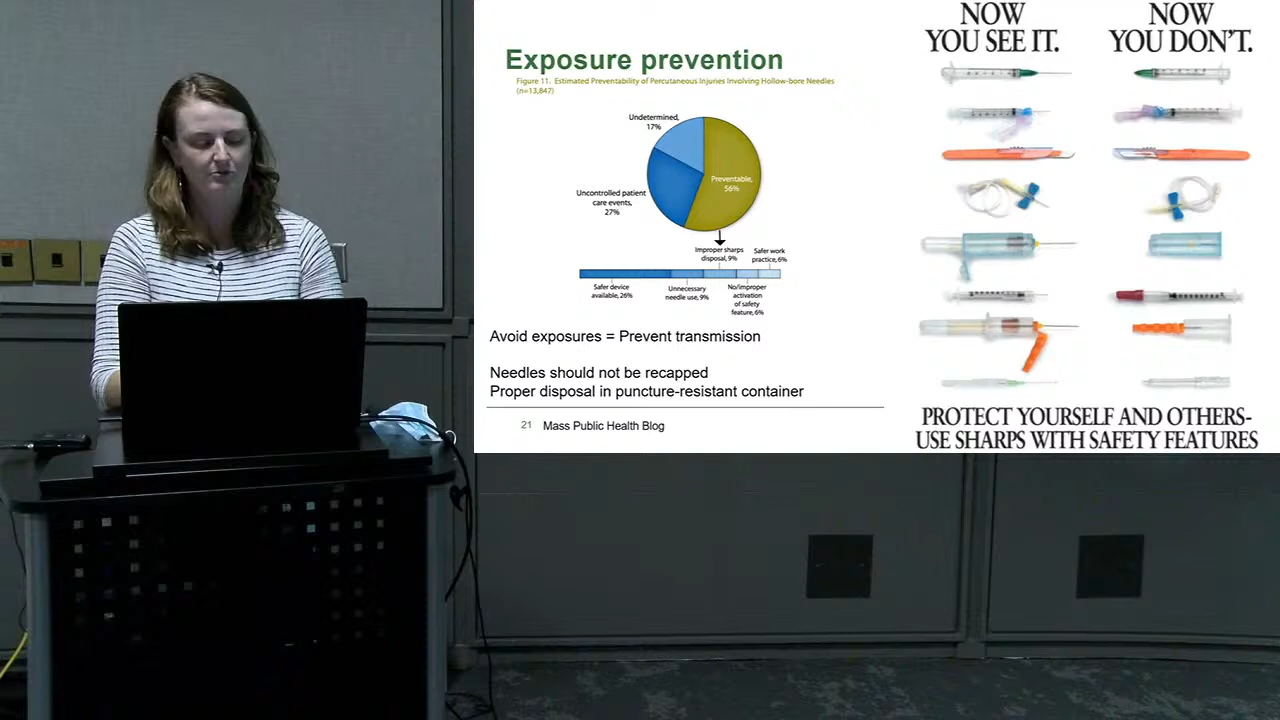 Exposure prevention
Figure 11. Estimated Preventability of Percutaneous Injuries Involving Hollow-bore Needles
(n=13,847)
Undetermined,
17%
Preventable,
56%
Uncontrolled patient
care events,
27%
Improper sharps
disposal, 9%
Safer work
practice, 6%
Safer device
available, 26%
Unnecessary
needle use, 9%
No/improper
activation
of safety
feature, 6%
Avoid exposures = Prevent transmission
Needles should not be recapped
Proper disposal in puncture-resistant container
21 Mass Public Health Blog
NOW
YOU SEE IT.
NOW
YOU DON'T.
PROTECT YOURSELF AND OTHERS-
USE SHARPS WITH SAFETY FEATURES